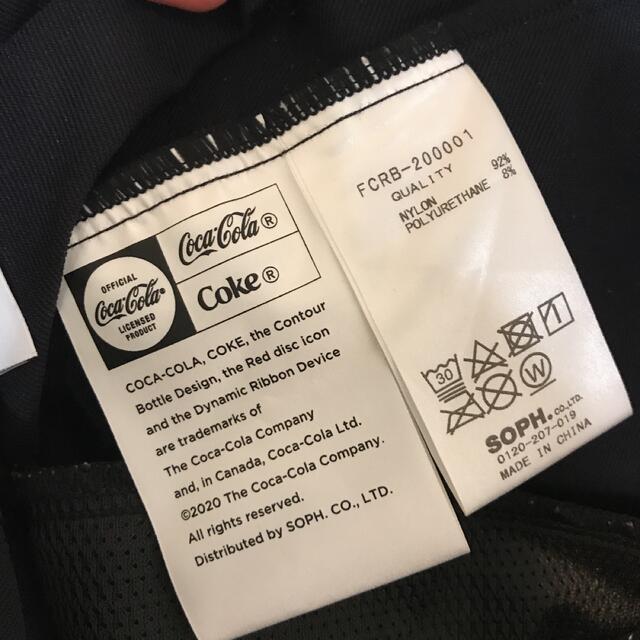 OFFICIAL
Coca-Cola®
LICENSED
PRODUCT
Coca-Cola®
Coke®
COCA-COLA, COKE, the Contour
Bottle Design, the Red disc icon
and the Dynamic Ribbon Device
are trademarks of
The Coca-Cola Company
and, in Canada, Coca-Cola Ltd.
©2020 The Coca-Cola Company.
All rights reserved.
Distributed by SOPH. CO., LTD.
FCRB-200001
QUALITY
NYLON 92%
POLYURETHANE 8%
30
1
W
SOPH. CO.,LTD.
0120-207-079
MADE IN CHINA